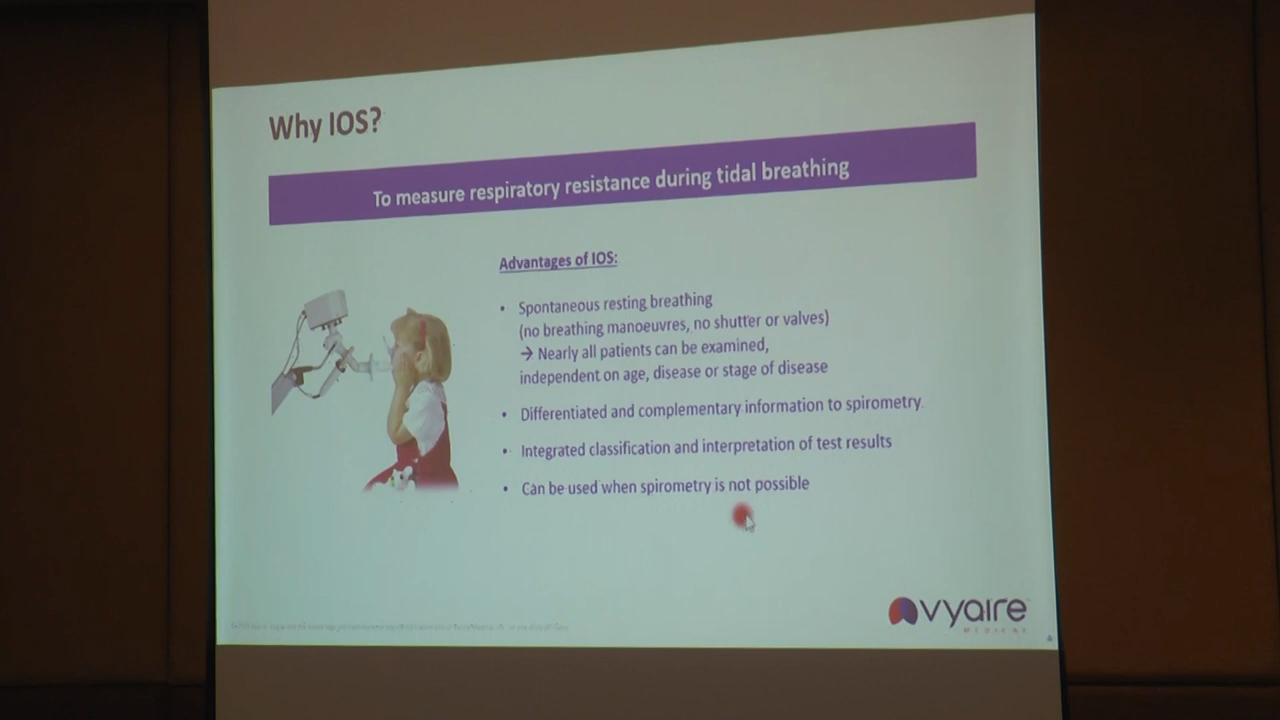 Why IOS?
To measure respiratory resistance during tidal breathing
Advantages of IOS:
• Spontaneous resting breathing
(no breathing manoeuvres, no shutter or valves)
→ Nearly all patients can be examined,
independent on age, disease or stage of disease
• Differentiated and complementary information to spirometry.
• Integrated classification and interpretation of test results
• Can be used when spirometry is not possible
vyaire
MEDICAL